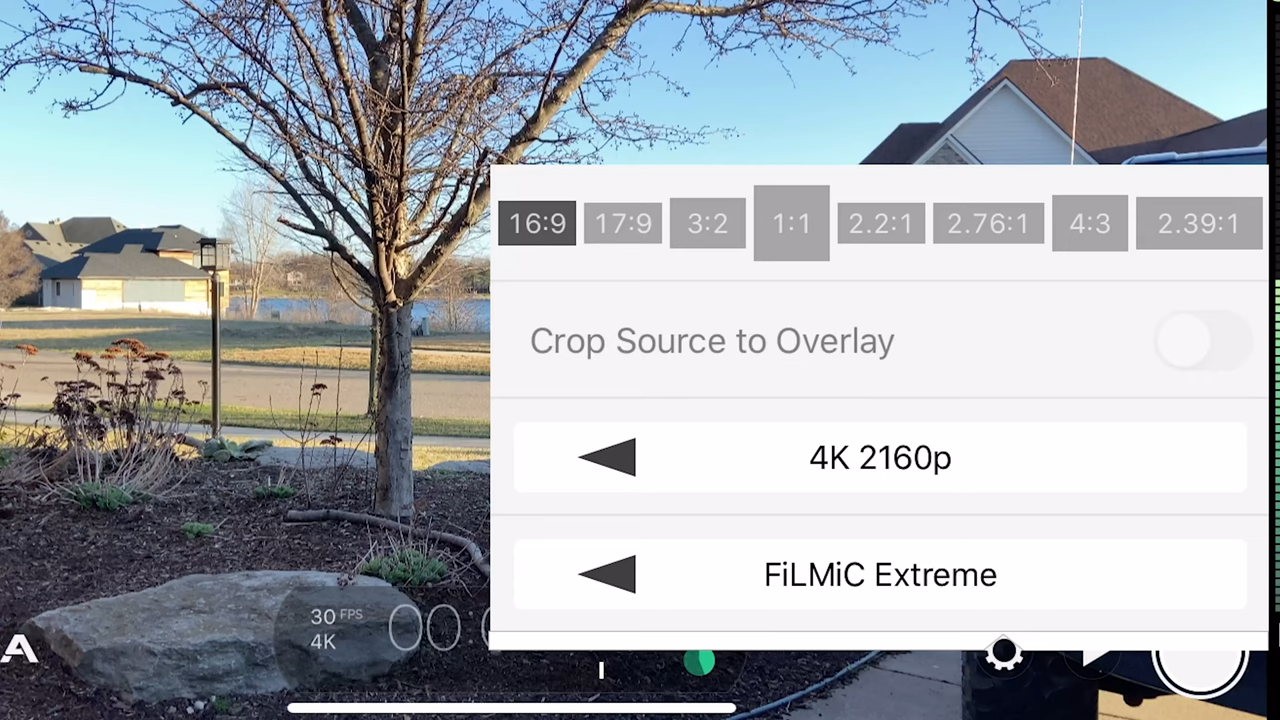 16:9 17:9 3:2 1:1 2.2:1 2.76:1 4:3 2.39:1
Crop Source to Overlay
4K 2160p
FiLMiC Extreme
30 FPS
4K
00
A